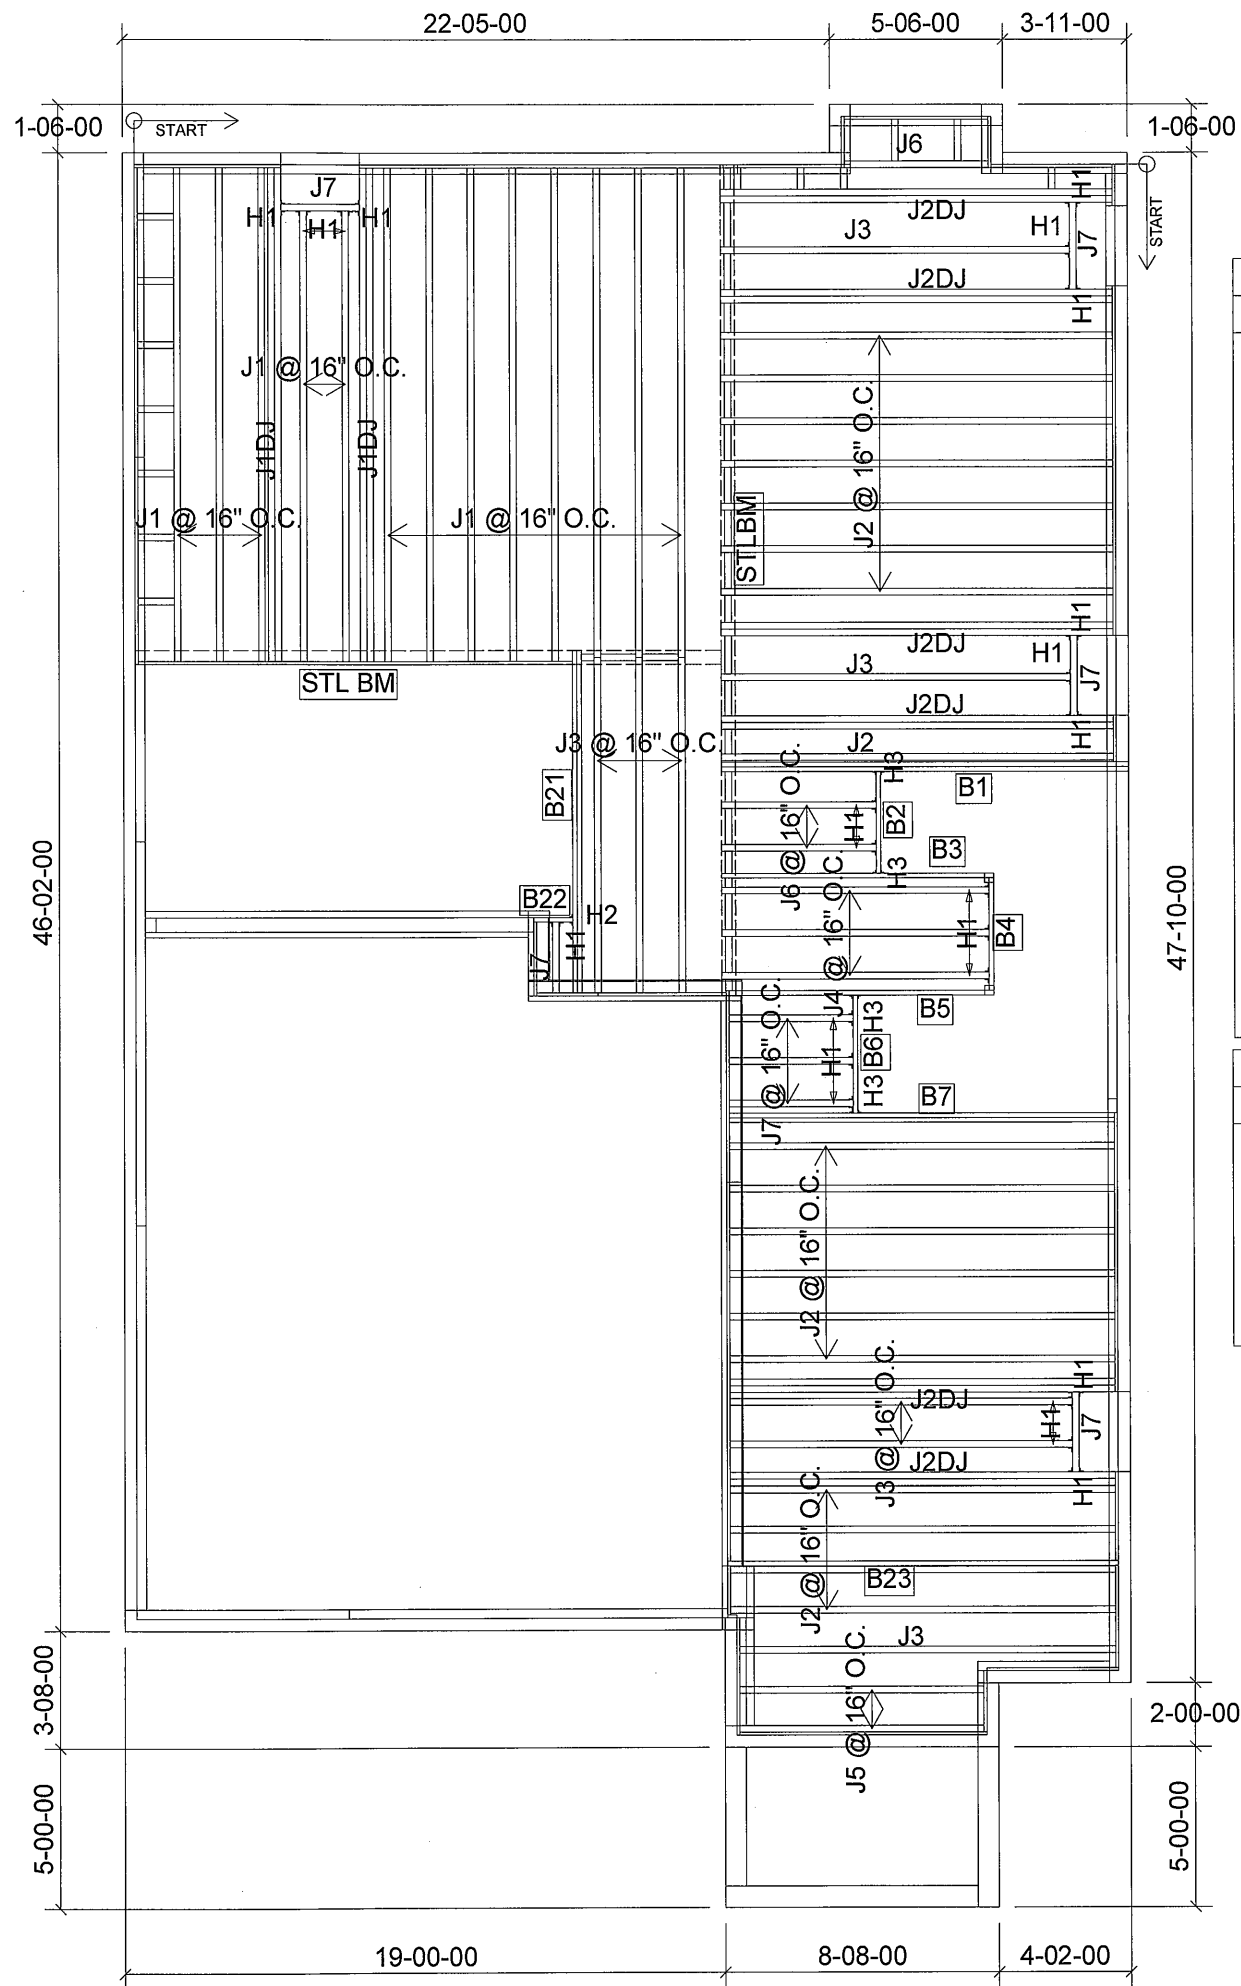 22-05-00
5-06-00
3-11-00
1-06-00
START
1-06-00
J6
H1
J7
J2DJ
START
H1
H1
H1
J3
H1
J7
J2DJ
H1
J1 @ 16" O.C.
J1DJ
J1DJ
J2 @ 16" O.C.
J1 @ 16" O.C.
J1 @ 16" O.C.
STLBM
H1
J2DJ
H1
J3
J7
STL BM
J2DJ
H1
J3 @ 16" O.C.
J2
H3
B21
J6 @ 16" O.C.
H1
B2
B1
B3
H3
B22
H2
H1
J7
J4 @ 16" O.C.
H1
B4
46-02-00
47-10-00
B5
H3
J7 @ 16" O.C.
H1
B6
H3
B7
J2 @ 16" O.C.
H1
J2DJ
J3 @ 16" O.C.
H1
J7
J2DJ
H1
J2 @ 16" O.C.
B23
J3
J5 @ 16" O.C.
3-08-00
2-00-00
5-00-00
5-00-00
19-00-00
8-08-00
4-02-00